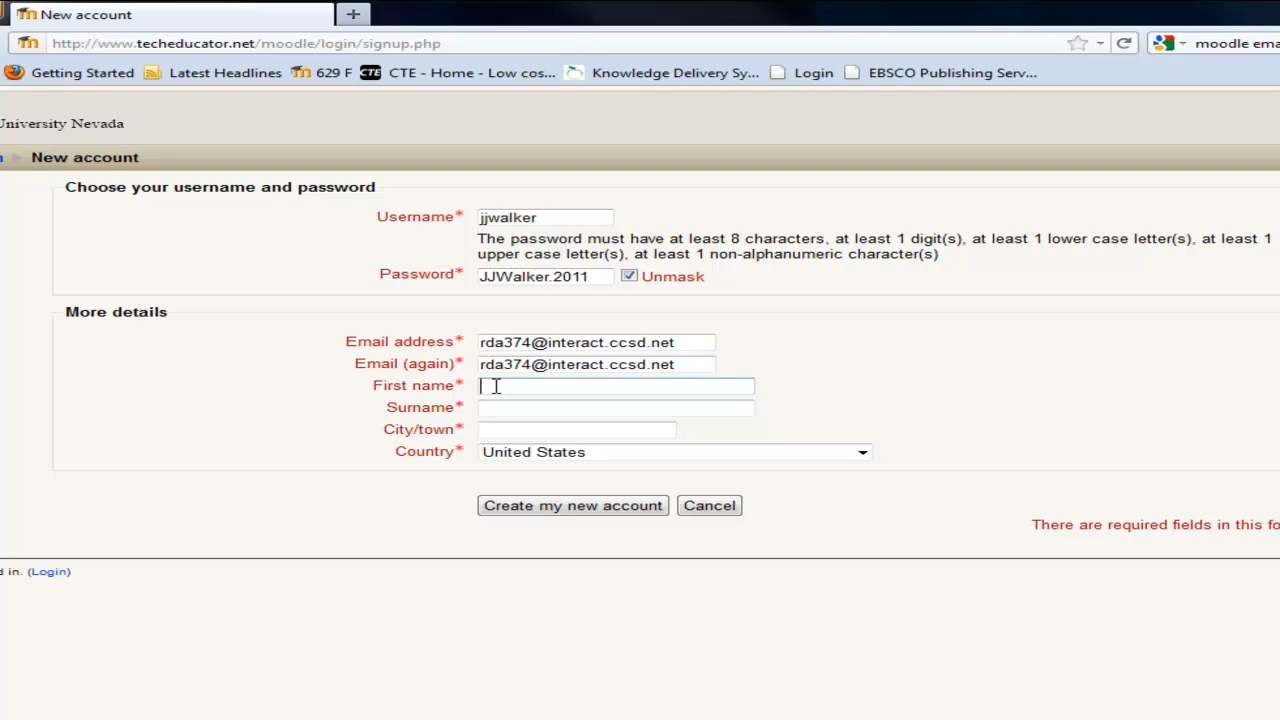 New account
http://www.techeducator.net/moodle/login/signup.php
moodle ema
Getting Started Latest Headlines 629 F CTE CTE - Home - Low cos... Knowledge Delivery Sy... Login EBSCO Publishing Serv...
University Nevada
New account
Choose your username and password
Username* jjwalker
The password must have at least 8 characters, at least 1 digit(s), at least 1 lower case letter(s), at least 1
upper case letter(s), at least 1 non-alphanumeric character(s)
Password* JJWalker.2011 Unmask
More details
Email address* rda374@interact.ccsd.net
Email (again)* rda374@interact.ccsd.net
First name*
Surname*
City/town*
Country* United States
Create my new account Cancel
There are required fields in this fo
d in. (Login)